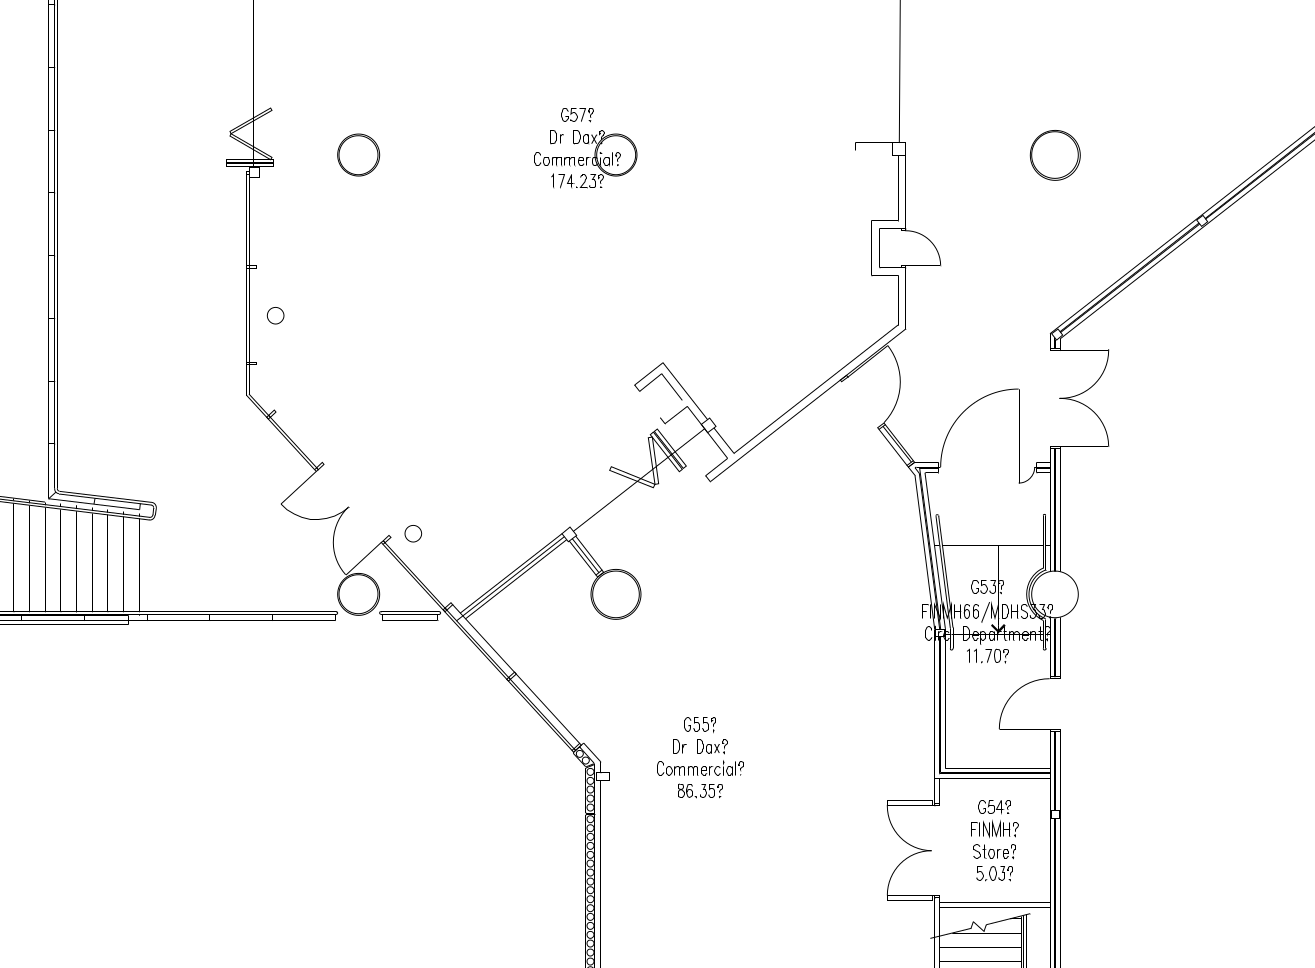 G57?
Dr Dax?
Commercial?
174.23?
G53?
FINMH66/MDHS33?
Circ Department?
11.70?
G55?
Dr Dax?
Commercial?
86.35?
G54?
FINMH?
Store?
5.03?